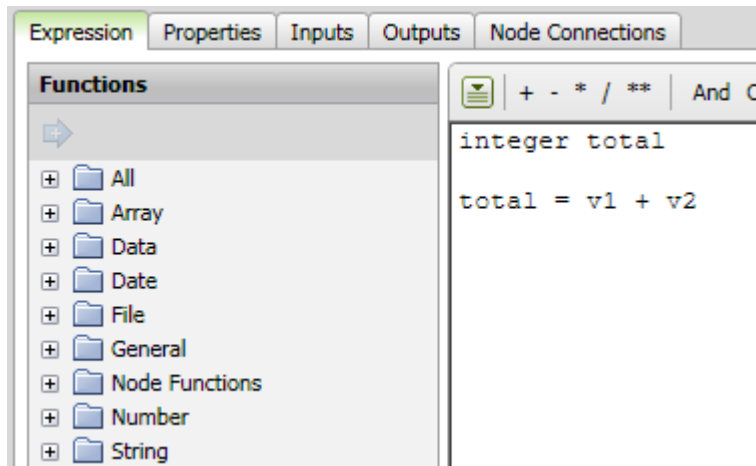 Expression Properties Inputs Outputs Node Connections
Functions
+ - * / ** And
All
Array
Data
Date
File
General
Node Functions
Number
String
integer total
total = v1 + v2